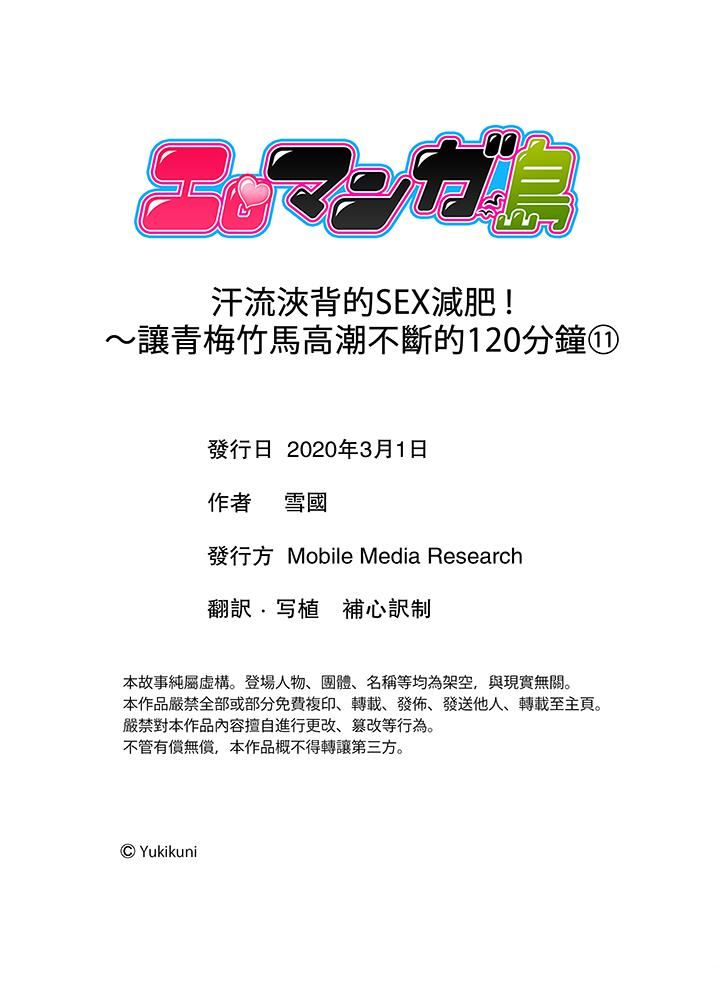 エロマンガ島
汗流浹背的SEX減肥！
～讓青梅竹馬高潮不斷的120分鐘⑪
發行日 2020年3月1日
作者 雪國
發行方 Mobile Media Research
翻訳．写植 補心訳制
本故事純屬虛構。登場人物、團體、名稱等均為架空，與現實無關。
本作品嚴禁全部或部分免費複印、轉載、發佈、發送他人、轉載至主頁。
嚴禁對本作品內容擅自進行更改、篡改等行為。
不管有償無償，本作品概不得轉讓第三方。
© Yukikuni